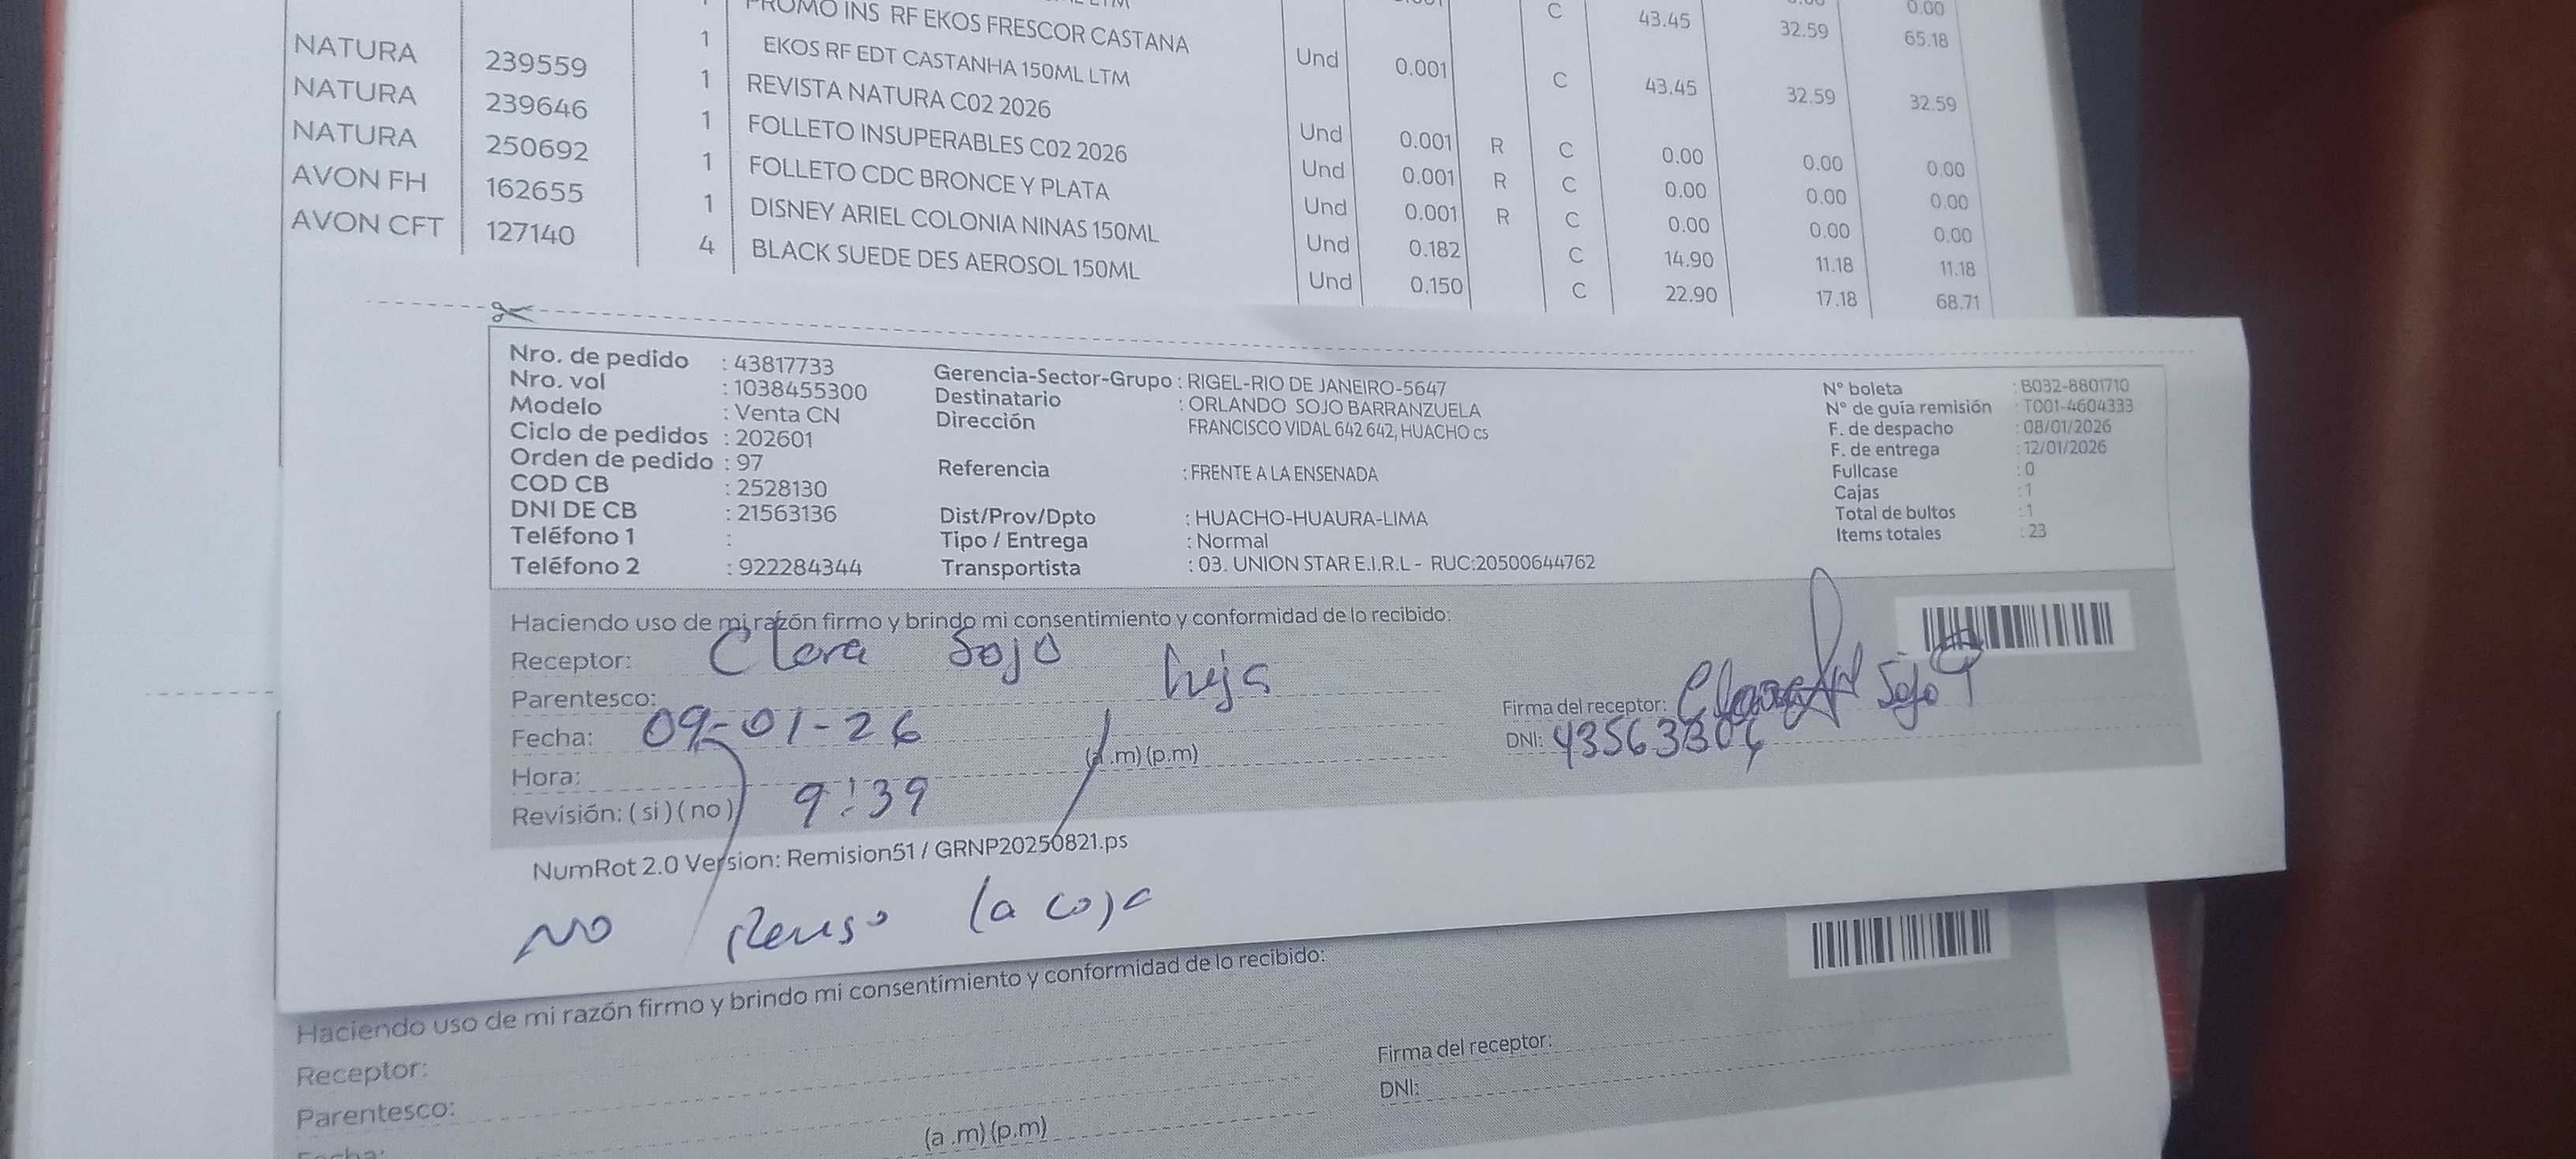 PROMO INS RF EKOS FRESCOR CASTANA C 43.45 32.59 65.18
NATURA 239559 1 EKOS RF EDT CASTANHA 150ML LTM Und 0.001 C 43.45 32.59 32.59
NATURA 239646 1 REVISTA NATURA C02 2026 Und 0.001 R C 0.00 0.00 0.00
NATURA 250692 1 FOLLETO INSUPERABLES C02 2026 Und 0.001 R C 0.00 0.00 0.00
1 FOLLETO CDC BRONCE Y PLATA Und 0.001 R C 0.00 0.00 0.00
AVON FH 162655 1 DISNEY ARIEL COLONIA NINAS 150ML Und 0.182 C 14.90 11.18 11.18
AVON CFT 127140 4 BLACK SUEDE DES AEROSOL 150ML Und 0.150 C 22.90 17.18 68.71
Nro. de pedido : 43817733
Nro. vol : 1038455300
Modelo : Venta CN
Ciclo de pedidos : 202601
Orden de pedido : 97
COD CB : 2528130
DNI DE CB : 21563136
Teléfono 1 :
Teléfono 2 : 922284344
Gerencia-Sector-Grupo : RIGEL-RIO DE JANEIRO-5647
Destinatario : ORLANDO SOJO BARRANZUELA
Dirección FRANCISCO VIDAL 642 642, HUACHO cs
Referencia : FRENTE A LA ENSENADA
Dist/Prov/Dpto : HUACHO-HUAURA-LIMA
Tipo / Entrega : Normal
Transportista : 03. UNION STAR E.I.R.L - RUC:20500644762
N° boleta : B032-8801710
N° de guía remisión : T001-4604333
F. de despacho : 08/01/2026
F. de entrega : 12/01/2026
Fullcase : 0
Cajas : 1
Total de bultos : 1
Items totales : 23
Haciendo uso de mi razón firmo y brindo mi consentimiento y conformidad de lo recibido:
Receptor: Clara Sojo
Parentesco: hija
Fecha: 09-01-26
Hora: 9:39 (a.m) (p.m)
Revisión: (si) (no)
Firma del receptor: Sojo
DNI:
NumRot 2.0 Version: Remision51 / GRNP20250821.ps
NO Reviso la caja
Haciendo uso de mi razón firmo y brindo mi consentimiento y conformidad de lo recibido:
Receptor:
Parentesco:
Fecha:
(a .m) (p.m)
Firma del receptor:
DNI: